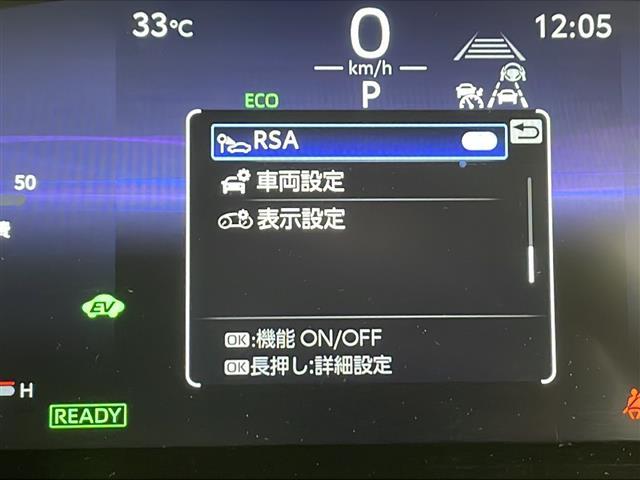 33℃
0
km/h
P
12:05
ECO
RSA
車両設定
表示設定
OK:機能 ON/OFF
OK長押し:詳細設定
50
費
EV
H
READY